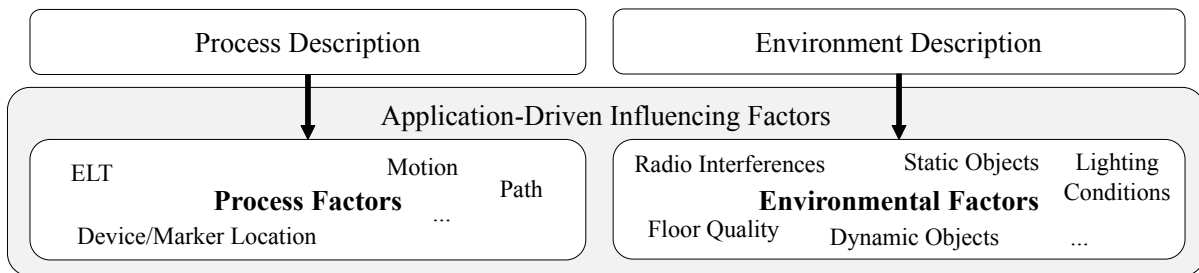 Process Description
Environment Description
Application-Driven Influencing Factors
ELT
Motion
Path
Process Factors
...
Device/Marker Location
Radio Interferences
Static Objects
Lighting
Conditions
Environmental Factors
Floor Quality
Dynamic Objects
...